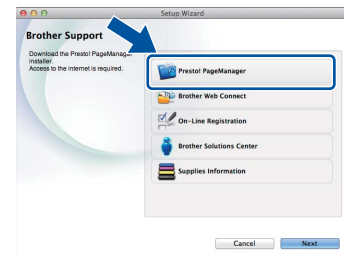 Setup Wizard
Brother Support
Download the Presto! PageManager
installer.
Access to the Internet is required.
Presto! PageManager
Brother Web Connect
On-Line Registration
Brother Solutions Center
Supplies Information
Cancel
Next